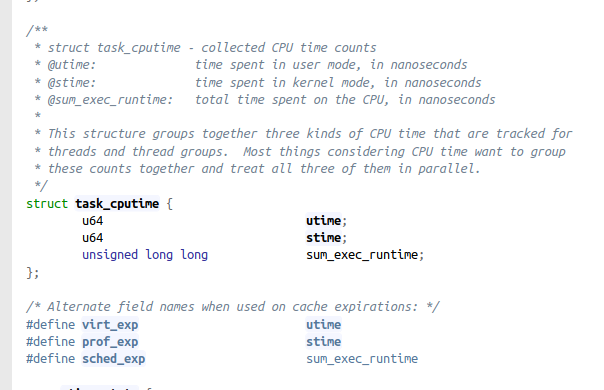 /**
* struct task_cputime - collected CPU time counts
* @utime: time spent in user mode, in nanoseconds
* @stime: time spent in kernel mode, in nanoseconds
* @sum_exec_runtime: total time spent on the CPU, in nanoseconds
*
* This structure groups together three kinds of CPU time that are tracked for
* threads and thread groups. Most things considering CPU time want to group
* these counts together and treat all three of them in parallel.
*/
struct task_cputime {
u64 utime;
u64 stime;
unsigned long long sum_exec_runtime;
};
/* Alternate field names when used on cache expirations: */
#define virt_exp utime
#define prof_exp stime
#define sched_exp sum_exec_runtime